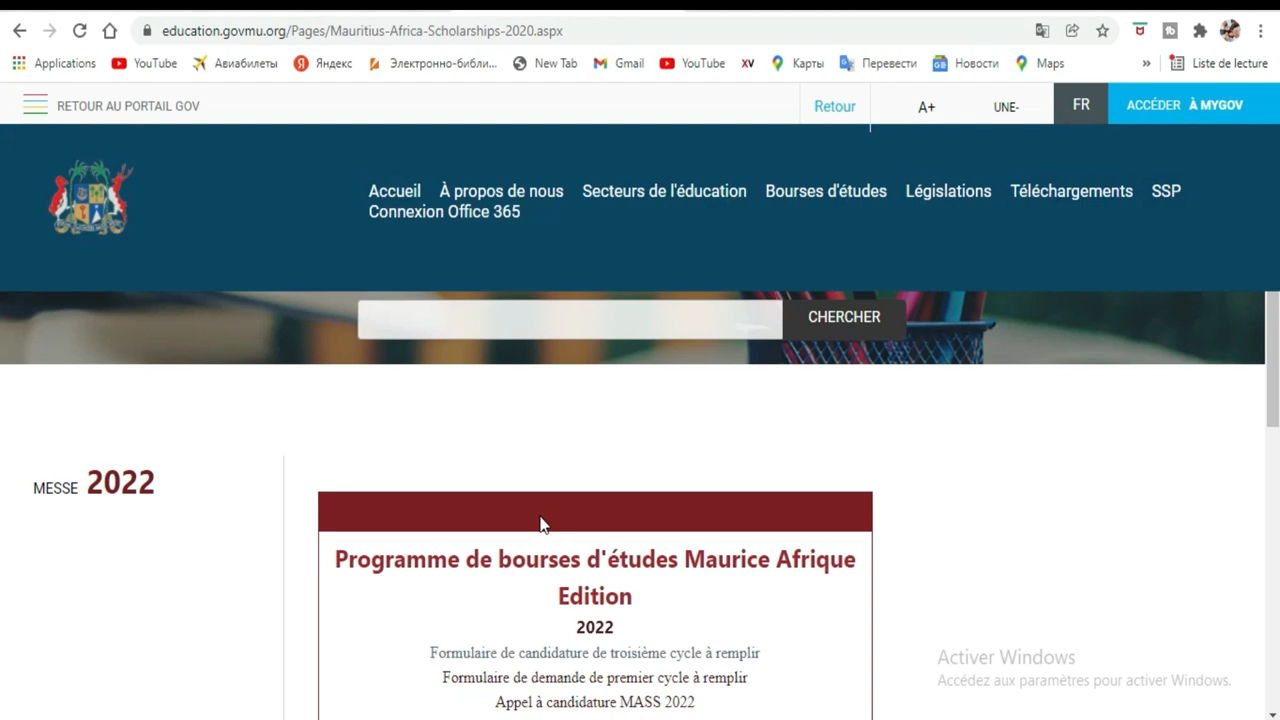 education.govmu.org/Pages/Mauritius-Africa-Scholarships-2020.aspx
Applications YouTube Авиабилеты Яндекс Электронно-библи... New Tab Gmail YouTube XV Карты Перевести Новости Maps » Liste de lecture
RETOUR AU PORTAIL GOV Retour A+ UNE- FR ACCÉDER À MYGOV
Accueil À propos de nous Secteurs de l'éducation Bourses d'études Législations Téléchargements SSP
Connexion Office 365
CHERCHER
MESSE 2022
Programme de bourses d'études Maurice Afrique
Edition
2022
Formulaire de candidature de troisième cycle à remplir
Formulaire de demande de premier cycle à remplir
Appel à candidature MASS 2022
Activer Windows
Accédez aux paramètres pour activer Windows.